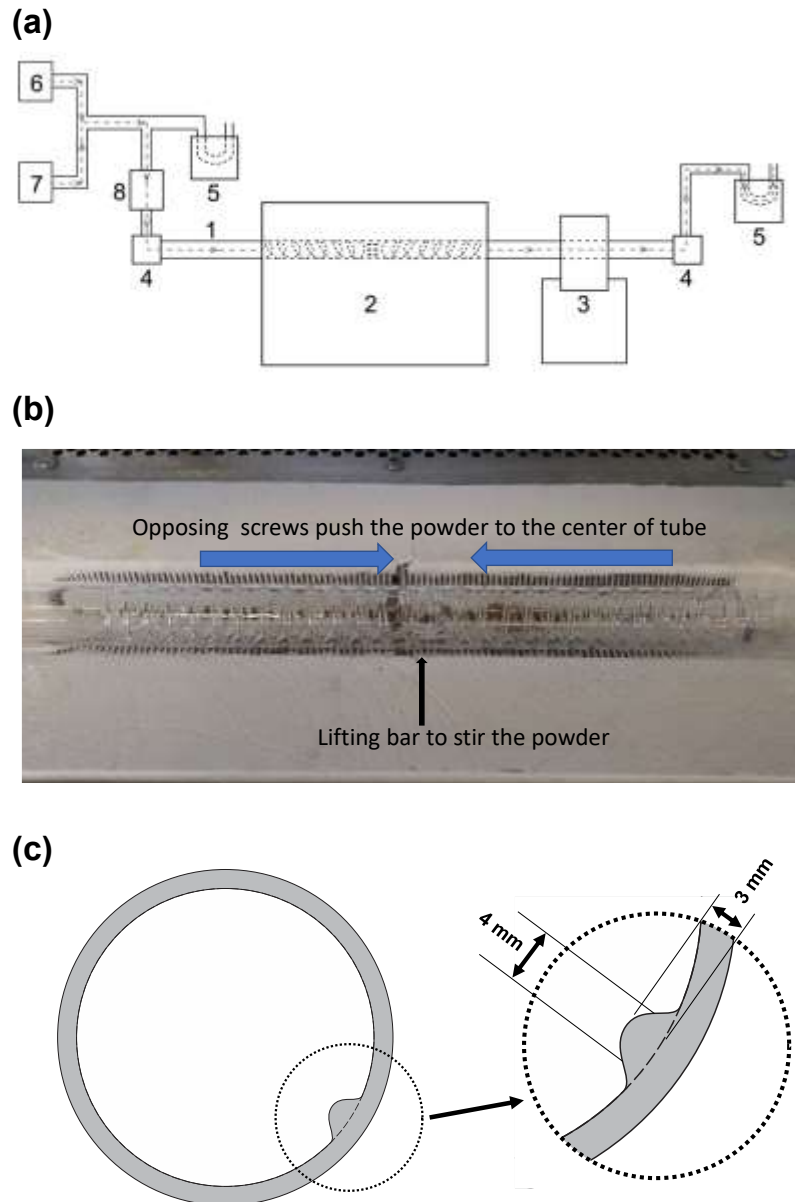 (a)
6
7
8
5
1
4
2
3
4
5
(b)
Opposing screws push the powder to the center of tube
Lifting bar to stir the powder
(c)
4 mm
3 mm